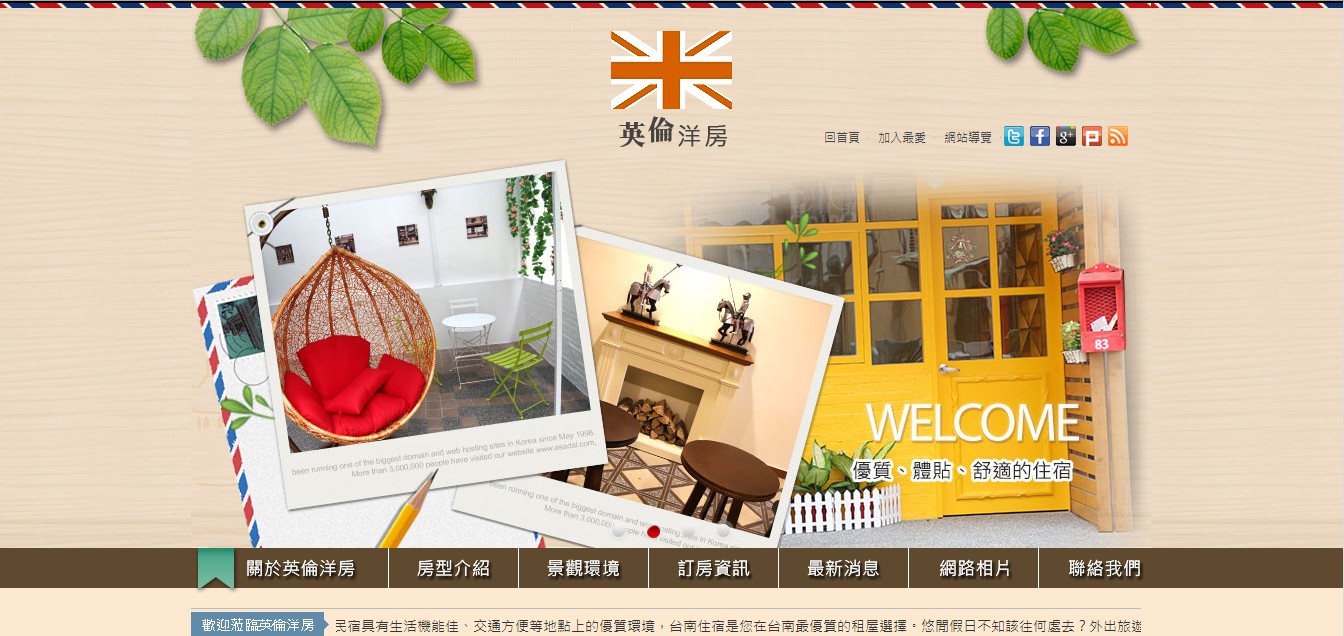 英倫洋房
回首頁 · 加入最愛 · 網站導覽
been running one of the biggest domain and web hosting sites in Korea since May 1998.
More than 3,000,000 people have visited our website www.asadal.com,
been running one of the biggest domain and web hosting
More than 3,000,000 people have visited our
83
WELCOME
優質、體貼、舒適的住宿
關於英倫洋房
房型介紹
景觀環境
訂房資訊
最新消息
網路相片
聯絡我們
歡迎蒞臨英倫洋房
民宿具有生活機能佳、交通方便等地點上的優質環境，台南住宿是您在台南最優質的租屋選擇。悠閒假日不知該往何處去？外出旅遊